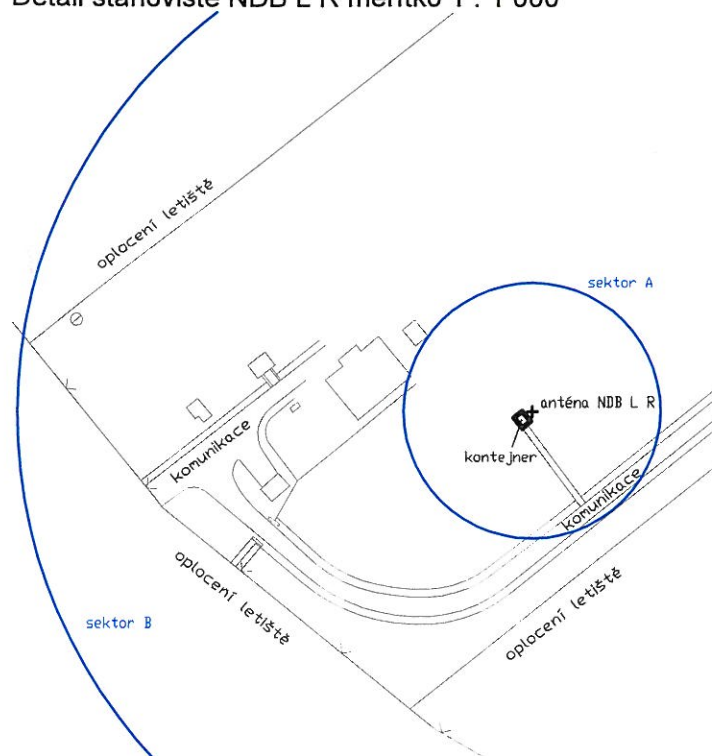 Detail stanoviště NDB L R měřítko 1 : 1 000
oplocení letiště
sektor A
anténa NDB L R
kontejner
komunikace
komunikace
oplocení letiště
oplocení letiště
sektor B